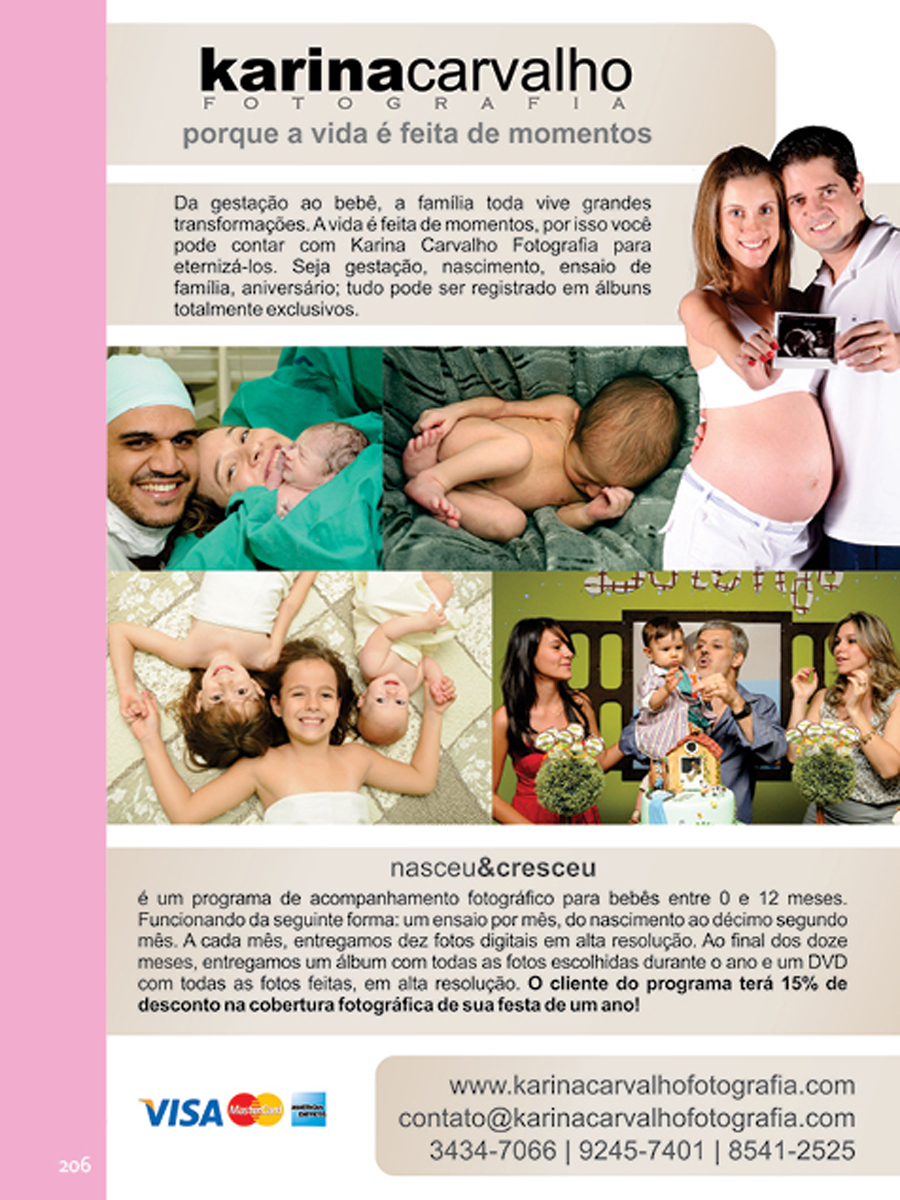 karinacarvalho
FOTOGRAFIA
porque a vida é feita de momentos
Da gestação ao bebê, a família toda vive grandes
transformações. A vida é feita de momentos, por isso você
pode contar com Karina Carvalho Fotografia para
eternizá-los. Seja gestação, nascimento, ensaio de
família, aniversário; tudo pode ser registrado em álbuns
totalmente exclusivos.
nasceu&cresceu
é um programa de acompanhamento fotográfico para bebês entre 0 e 12 meses.
Funcionando da seguinte forma: um ensaio por mês, do nascimento ao décimo segundo
mês. A cada mês, entregamos dez fotos digitais em alta resolução. Ao final dos doze
meses, entregamos um álbum com todas as fotos escolhidas durante o ano e um DVD
com todas as fotos feitas, em alta resolução. O cliente do programa terá 15% de
desconto na cobertura fotográfica de sua festa de um ano!
VISA MasterCard AMERICAN EXPRESS
www.karinacarvalhofotografia.com
contato@karinacarvalhofotografia.com
3434-7066 | 9245-7401 | 8541-2525
206